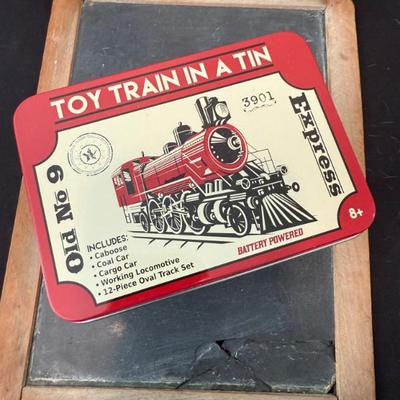 TOY TRAIN IN A TIN
3901
Old No 9
Express
INCLUDES:
• Caboose
• Coal Car
• Cargo Car
• Working Locomotive
• 12-Piece Oval Track Set
BATTERY POWERED
8+